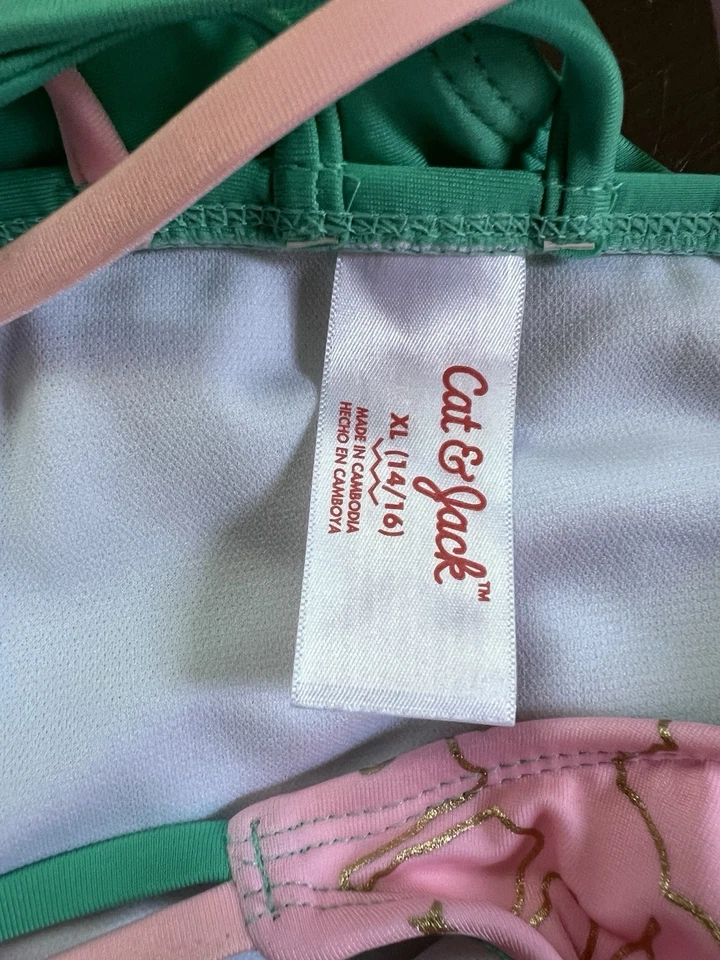 Cat & Jack™
XL (14/16)
MADE IN CAMBODIA
HECHO EN CAMBOYA